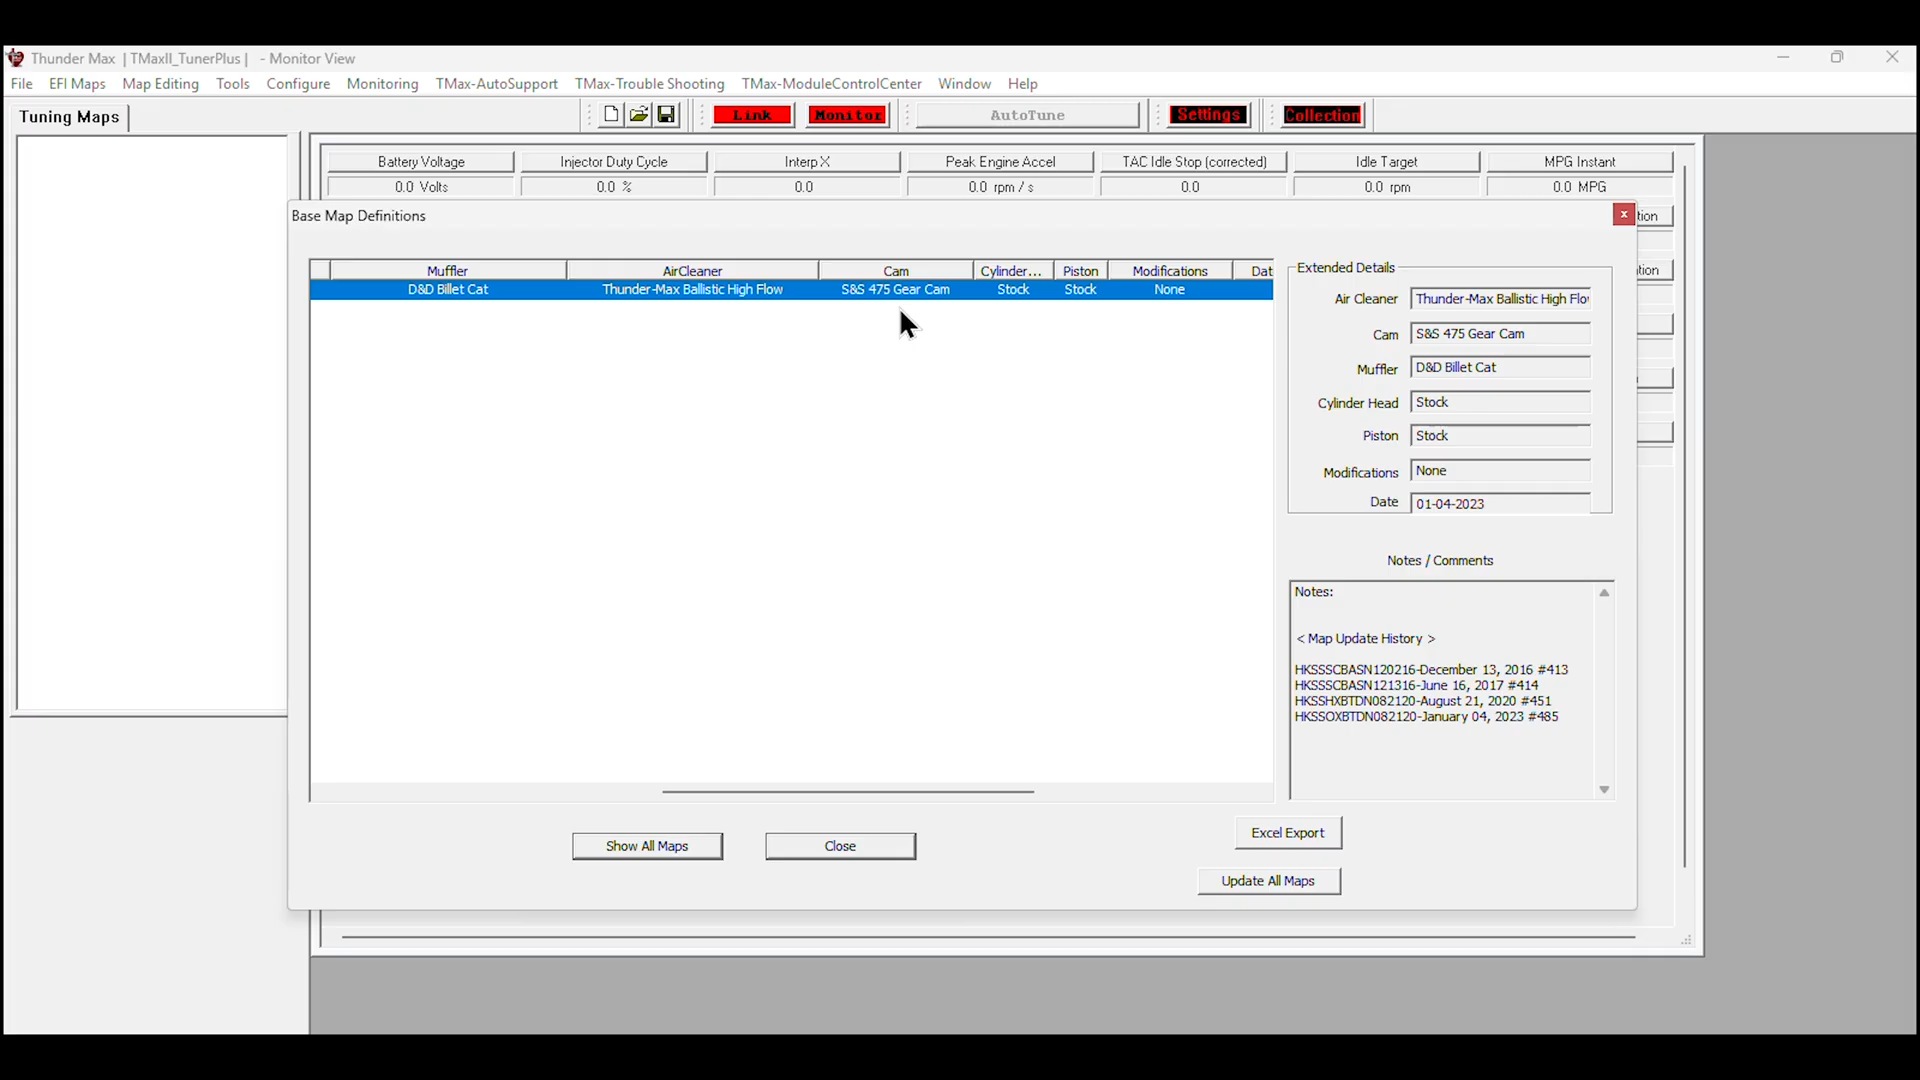 Thunder Max | TMaxII_TunerPlus | - Monitor View
File EFI Maps Map Editing Tools Configure Monitoring TMax-AutoSupport TMax-Trouble Shooting TMax-ModuleControlCenter Window Help
Tuning Maps
Link Monitor AutoTune Settings Collection
Battery Voltage Injector Duty Cycle Interp X Peak Engine Accel TAC Idle Stop (corrected) Idle Target MPG Instant
0.0 Volts 0.0 % 0.0 0.0 rpm / s 0.0 0.0 rpm 0.0 MPG
Base Map Definitions
x
tion
tion
Muffler AirCleaner Cam Cylinder... Piston Modifications Dat
D&D Billet Cat Thunder-Max Ballistic High Flow S&S 475 Gear Cam Stock Stock None
Extended Details
Air Cleaner Thunder-Max Ballistic High Flo
Cam S&S 475 Gear Cam
Muffler D&D Billet Cat
Cylinder Head Stock
Piston Stock
Modifications None
Date 01-04-2023
Notes / Comments
Notes:
< Map Update History >
HKSSSCBASN120216-December 13, 2016 #413
HKSSSCBASN121316-June 16, 2017 #414
HKSSHXBTDN082120-August 21, 2020 #451
HKSSOXBTDN082120-January 04, 2023 #485
Show All Maps Close Excel Export
Update All Maps